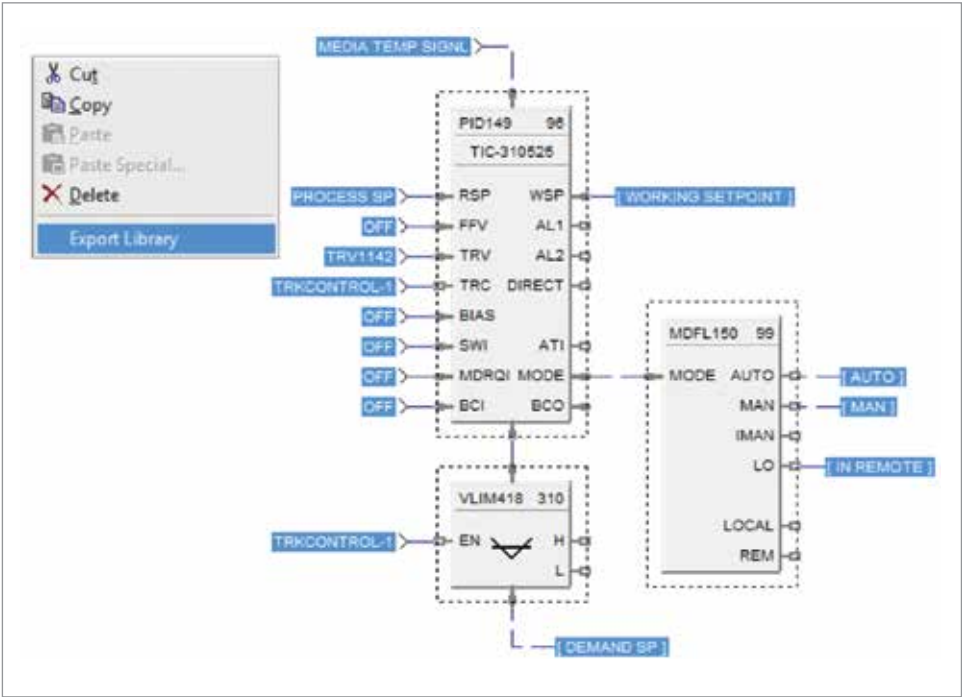 MEDIA TEMP SIGNL
Cut
Copy
Paste
Paste Special...
Delete
Export Library
PID149 96
TIC-310525
PROCESS SP RSP WSP [ WORKING SETPOINT ]
OFF FFV AL1
TRV1142 TRV AL2
TRKCONTROL-1 TRC DIRECT
OFF BIAS
OFF SWI ATI
OFF MDRQI MODE
OFF BCI BCO
MDFL150 99
MODE AUTO [ AUTO ]
MAN [ MAN ]
IMAN
LO [ IN REMOTE ]
LOCAL
REM
VLIM418 310
TRKCONTROL-1 EN H
L
[ DEMAND SP ]